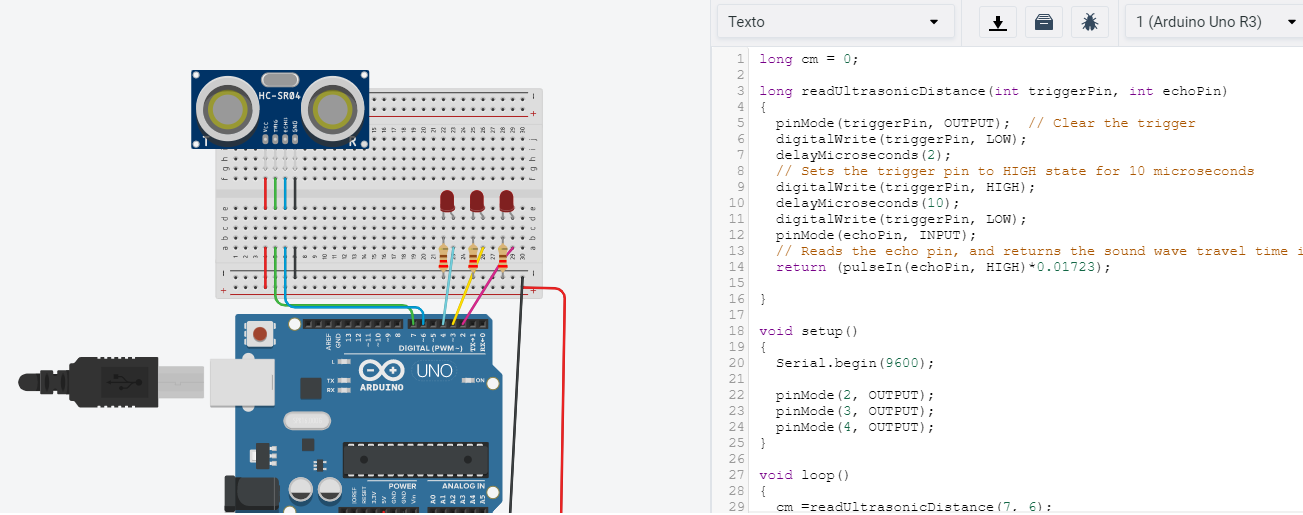 Texto
1 (Arduino Uno R3)
1 long cm = 0;
2
3 long readUltrasonicDistance(int triggerPin, int echoPin)
4 {
5 pinMode(triggerPin, OUTPUT); // Clear the trigger
6 digitalWrite(triggerPin, LOW);
7 delayMicroseconds(2);
8 // Sets the trigger pin to HIGH state for 10 microseconds
9 digitalWrite(triggerPin, HIGH);
10 delayMicroseconds(10);
11 digitalWrite(triggerPin, LOW);
12 pinMode(echoPin, INPUT);
13 // Reads the echo pin, and returns the sound wave travel time i
14 return (pulseIn(echoPin, HIGH)*0.01723);
15
16 }
17
18 void setup()
19 {
20 Serial.begin(9600);
21
22 pinMode(2, OUTPUT);
23 pinMode(3, OUTPUT);
24 pinMode(4, OUTPUT);
25 }
26
27 void loop()
28 {
29 cm =readUltrasonicDistance(7, 6);
HC-SR04
VCC TRIG ECHO GND
T R
AREF GND 13 12 ~11 ~10 ~9 8 7 ~6 ~5 4 ~3 2 TX→1 RX←0
DIGITAL (PWM~)
L
TX
RX
UNO
ON
ARDUINO
POWER ANALOG IN
IOREF RESET 3.3V 5V GND GND Vin A0 A1 A2 A3 A4 A5